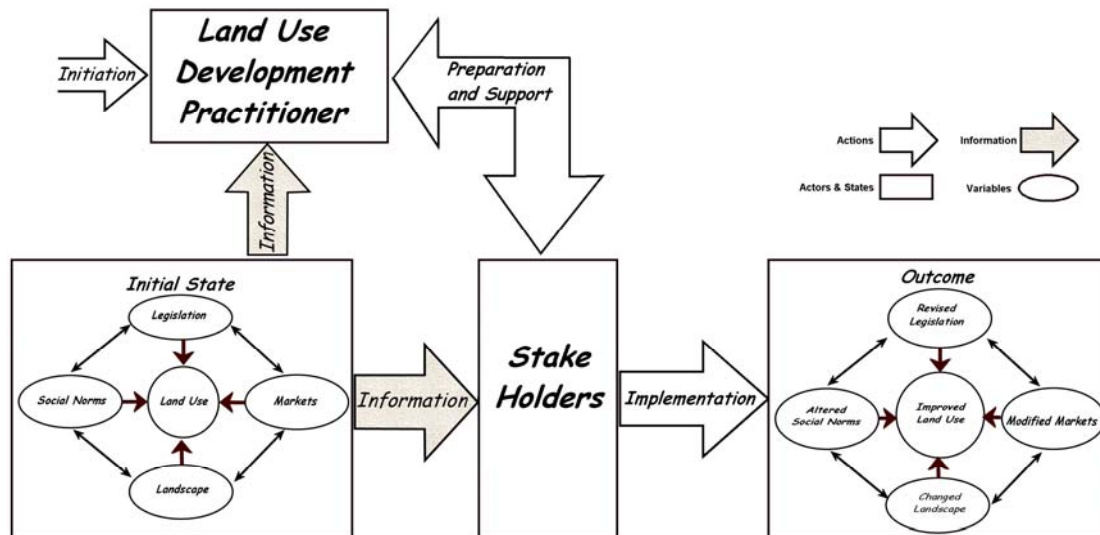 Land Use
Development
Practitioner
Initiation
Preparation
and Support
Information
Actions
Information
Actors & States
Variables
Initial State
Legislation
Social Norms
Land Use
Markets
Landscape
Information
Stake
Holders
Implementation
Outcome
Revised
Legislation
Altered
Social Norms
Improved
Land Use
Modified Markets
Changed
Landscape